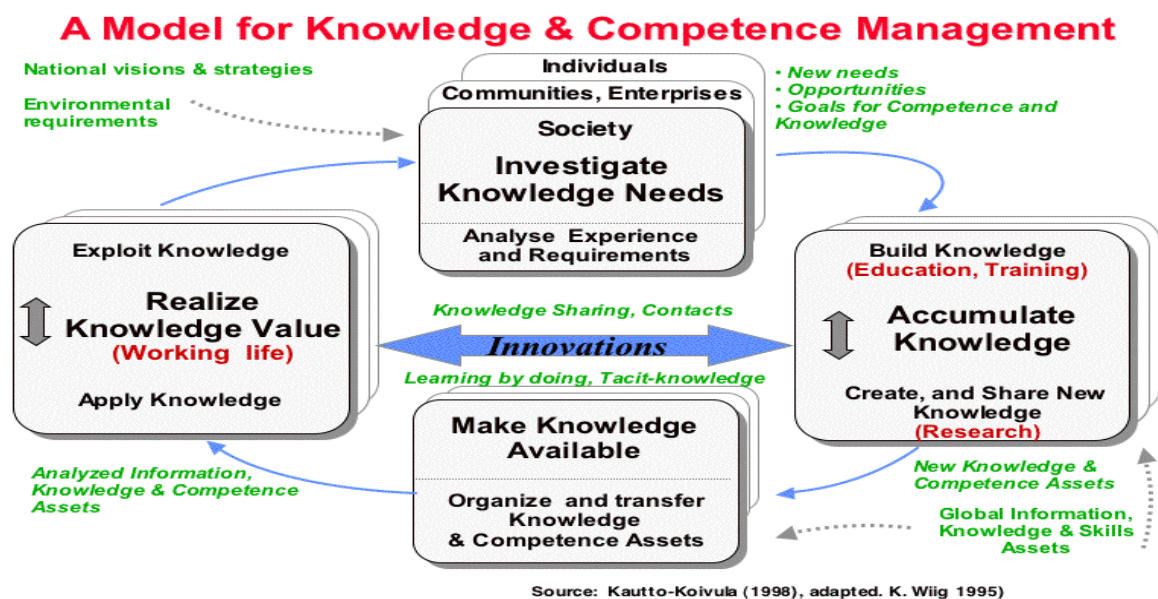 A Model for Knowledge & Competence Management
National visions & strategies
Environmental
requirements
Individuals
Communities, Enterprises
Society
Investigate
Knowledge Needs
Analyse Experience
and Requirements
• New needs
• Opportunities
• Goals for Competence and
Knowledge
Exploit Knowledge
Realize
Knowledge Value
(Working life)
Apply Knowledge
Knowledge Sharing, Contacts
Innovations
Learning by doing, Tacit-knowledge
Build Knowledge
(Education, Training)
Accumulate
Knowledge
Create, and Share New
Knowledge
(Research)
Make Knowledge
Available
Organize and transfer
Knowledge
& Competence Assets
Analyzed Information,
Knowledge & Competence
Assets
New Knowledge &
Competence Assets
Global Information,
Knowledge & Skills
Assets
Source: Kautto-Koivula (1998), adapted. K. Wiig 1995)